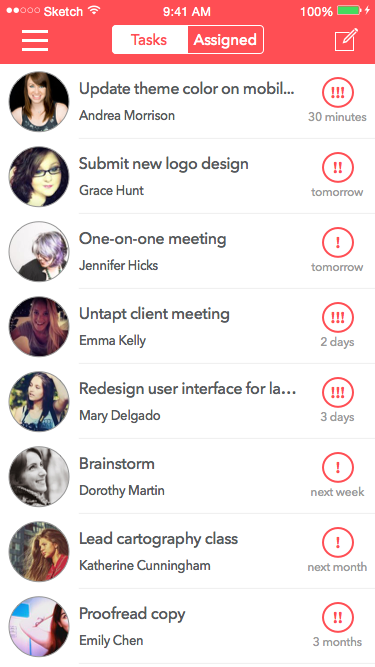 Sketch 9:41 AM 100%
Tasks Assigned
Update theme color on mobil... !!!
Andrea Morrison 30 minutes
Submit new logo design !!
Grace Hunt tomorrow
One-on-one meeting !
Jennifer Hicks tomorrow
Untapt client meeting !!!
Emma Kelly 2 days
Redesign user interface for la... !!!
Mary Delgado 3 days
Brainstorm !
Dorothy Martin next week
Lead cartography class !
Katherine Cunningham next month
Proofread copy !!
Emily Chen 3 months